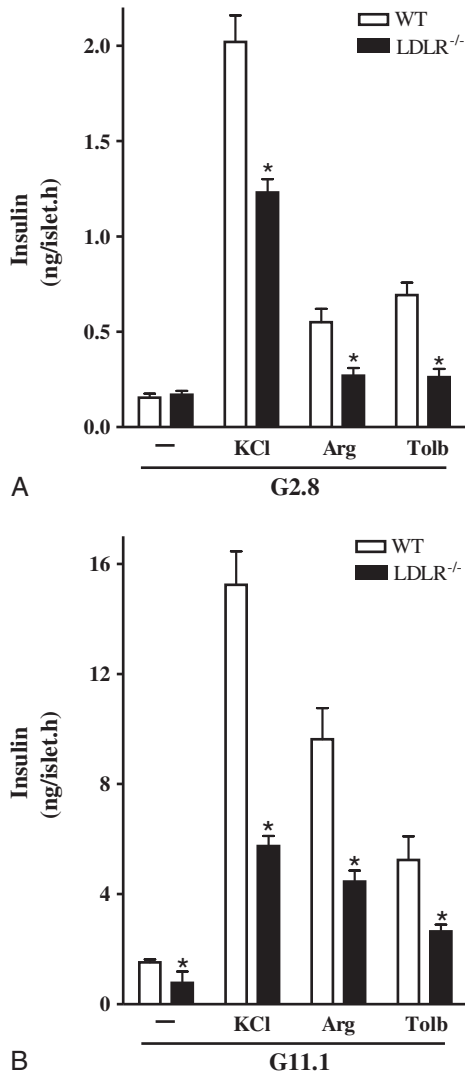 WT
LDLR-/-
2.0
1.5
1.0
0.5
0.0
Insulin
(ng/islet.h)
*
*
*
— KCl Arg Tolb
G2.8
A
WT
LDLR-/-
16
12
8
4
0
Insulin
(ng/islet.h)
*
*
*
*
— KCl Arg Tolb
G11.1
B